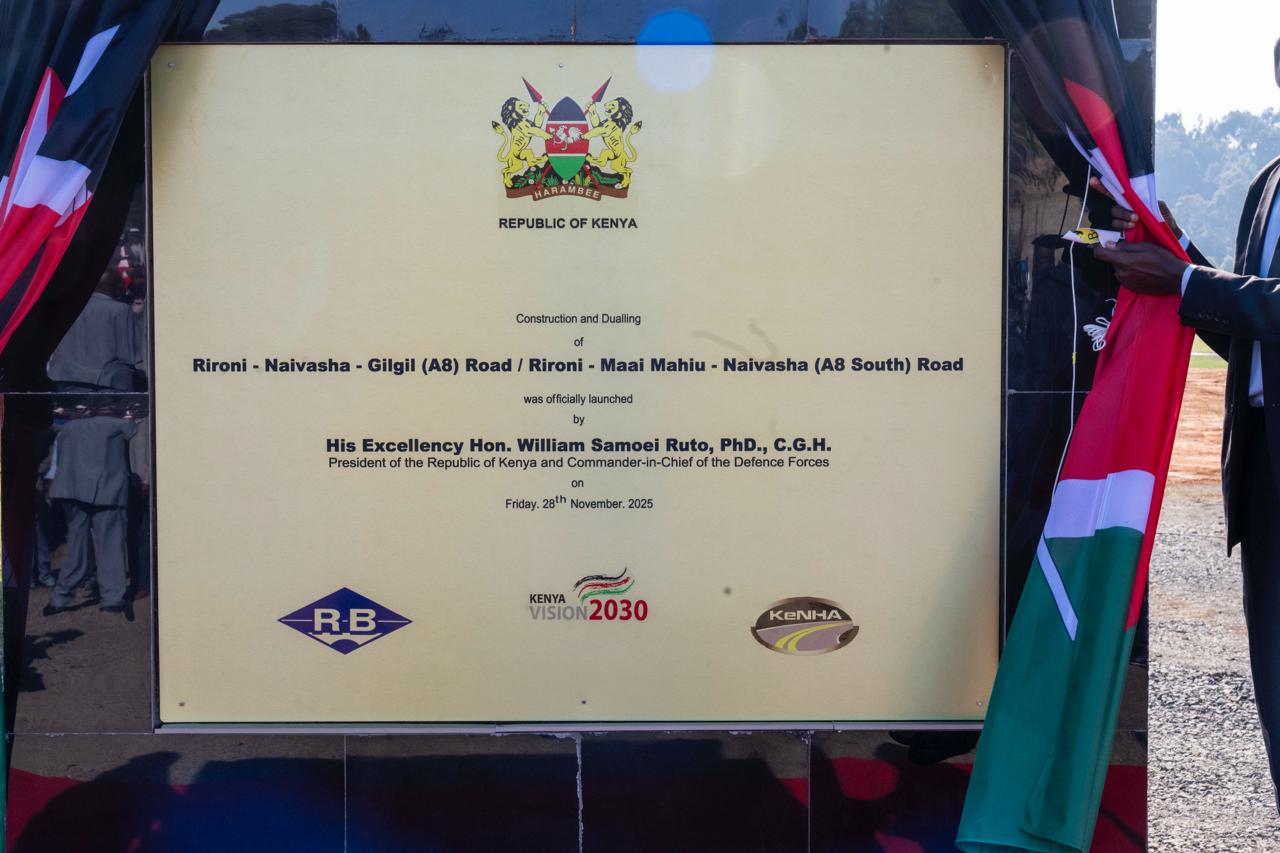 HARAMBEE
REPUBLIC OF KENYA
Construction and Dualling
of
Rironi - Naivasha - Gilgil (A8) Road / Rironi - Maai Mahiu - Naivasha (A8 South) Road
was officially launched
by
His Excellency Hon. William Samoei Ruto, PhD., C.G.H.
President of the Republic of Kenya and Commander-in-Chief of the Defence Forces
on
Friday. 28th November. 2025
R-B
KENYA
VISION2030
KeNHA